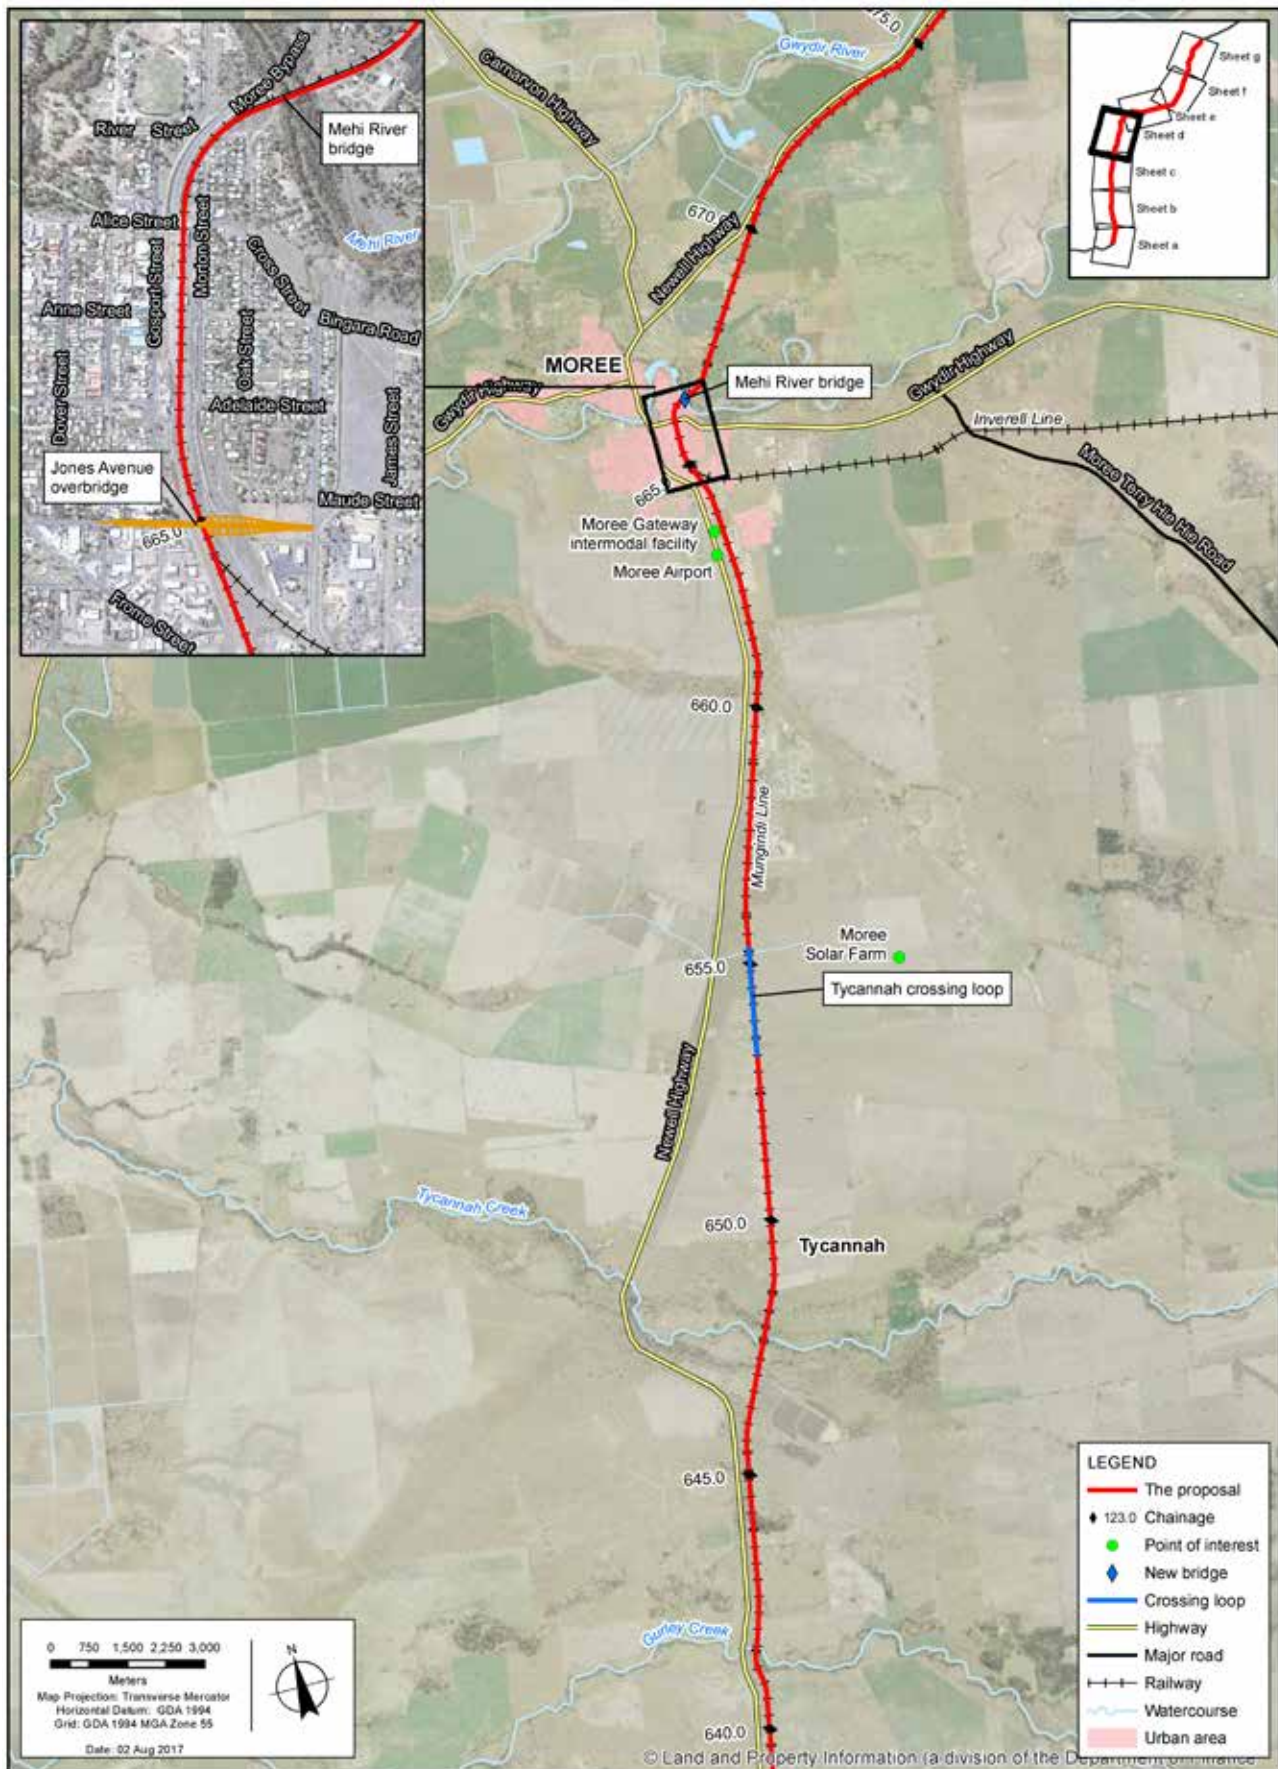 Moree Bypass
River Street
Mehi River
bridge
Alice Street
Gosport Street
Morton Street
Cross Street
Mehi River
Anne Street
Oak Street
Bingara Road
Dover Street
Adelaide Street
James Street
Jones Avenue
overbridge
Maude Street
665.0
Frome Street
Carnarvon Highway
Gwydir River
675.0
Sheet g
Sheet f
Sheet e
Sheet d
Sheet c
Sheet b
Sheet a
670.0
Newell Highway
MOREE
Mehi River bridge
Gwydir Highway
Gwydir Highway
Inverell Line
Moree Terry Hie Hie Road
665.
Moree Gateway
intermodal facility
Moree Airport
660.0
Mungindi Line
Moree
Solar Farm
655.0
Tycannah crossing loop
Newell Highway
Tycannah Creek
650.0
Tycannah
645.0
Gurley Creek
640.0
LEGEND
The proposal
123.0 Chainage
Point of interest
New bridge
Crossing loop
Highway
Major road
Railway
Watercourse
Urban area
0 750 1,500 2,250 3,000
Meters
Map Projection: Transverse Mercator
Horizontal Datum: GDA 1994
Grid: GDA 1994 MGA Zone 55
Date: 02 Aug 2017
N
© Land and Property Information (a division of the Department of Finance